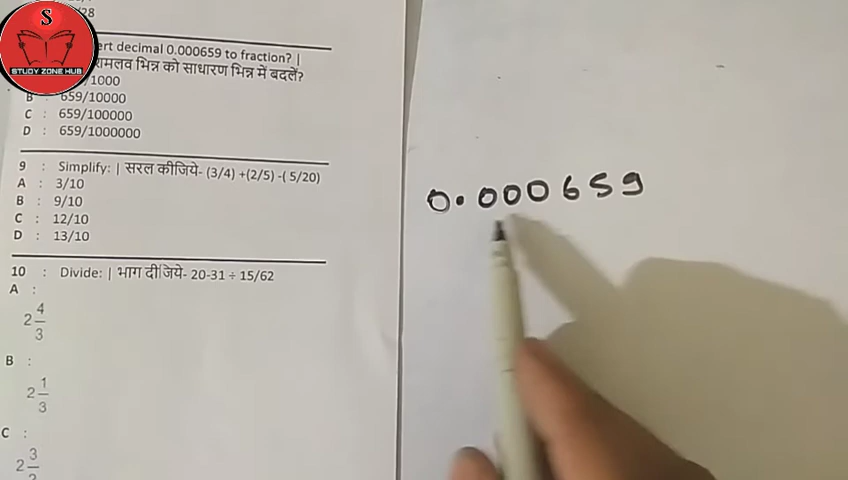 /28
S
STUDY ZONE HUB
ert decimal 0.000659 to fraction? |
भिन्न को साधारण भिन्न में बदलें?
/1000
B : 659/10000
C : 659/100000
D : 659/1000000
9 : Simplify: | सरल कीजिये- (3/4) +(2/5) -( 5/20)
A : 3/10
B : 9/10
C : 12/10
D : 13/10
10 : Divide: | भाग दीजिये- 20-31 ÷ 15/62
A :
2 4/3
B :
2 1/3
C :
2 3
0.000659